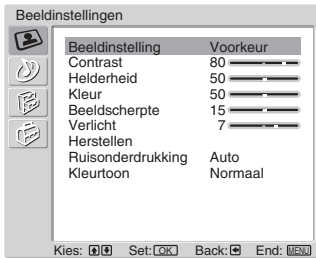 Beeldinstellingen
Beeldinstelling Voorkeur
Contrast 80
Helderheid 50
Kleur 50
Beeldscherpte 15
Verlicht 7
Herstellen
Ruisonderdrukking Auto
Kleurtoon Normaal
Kies: Set: OK Back: End: MENU